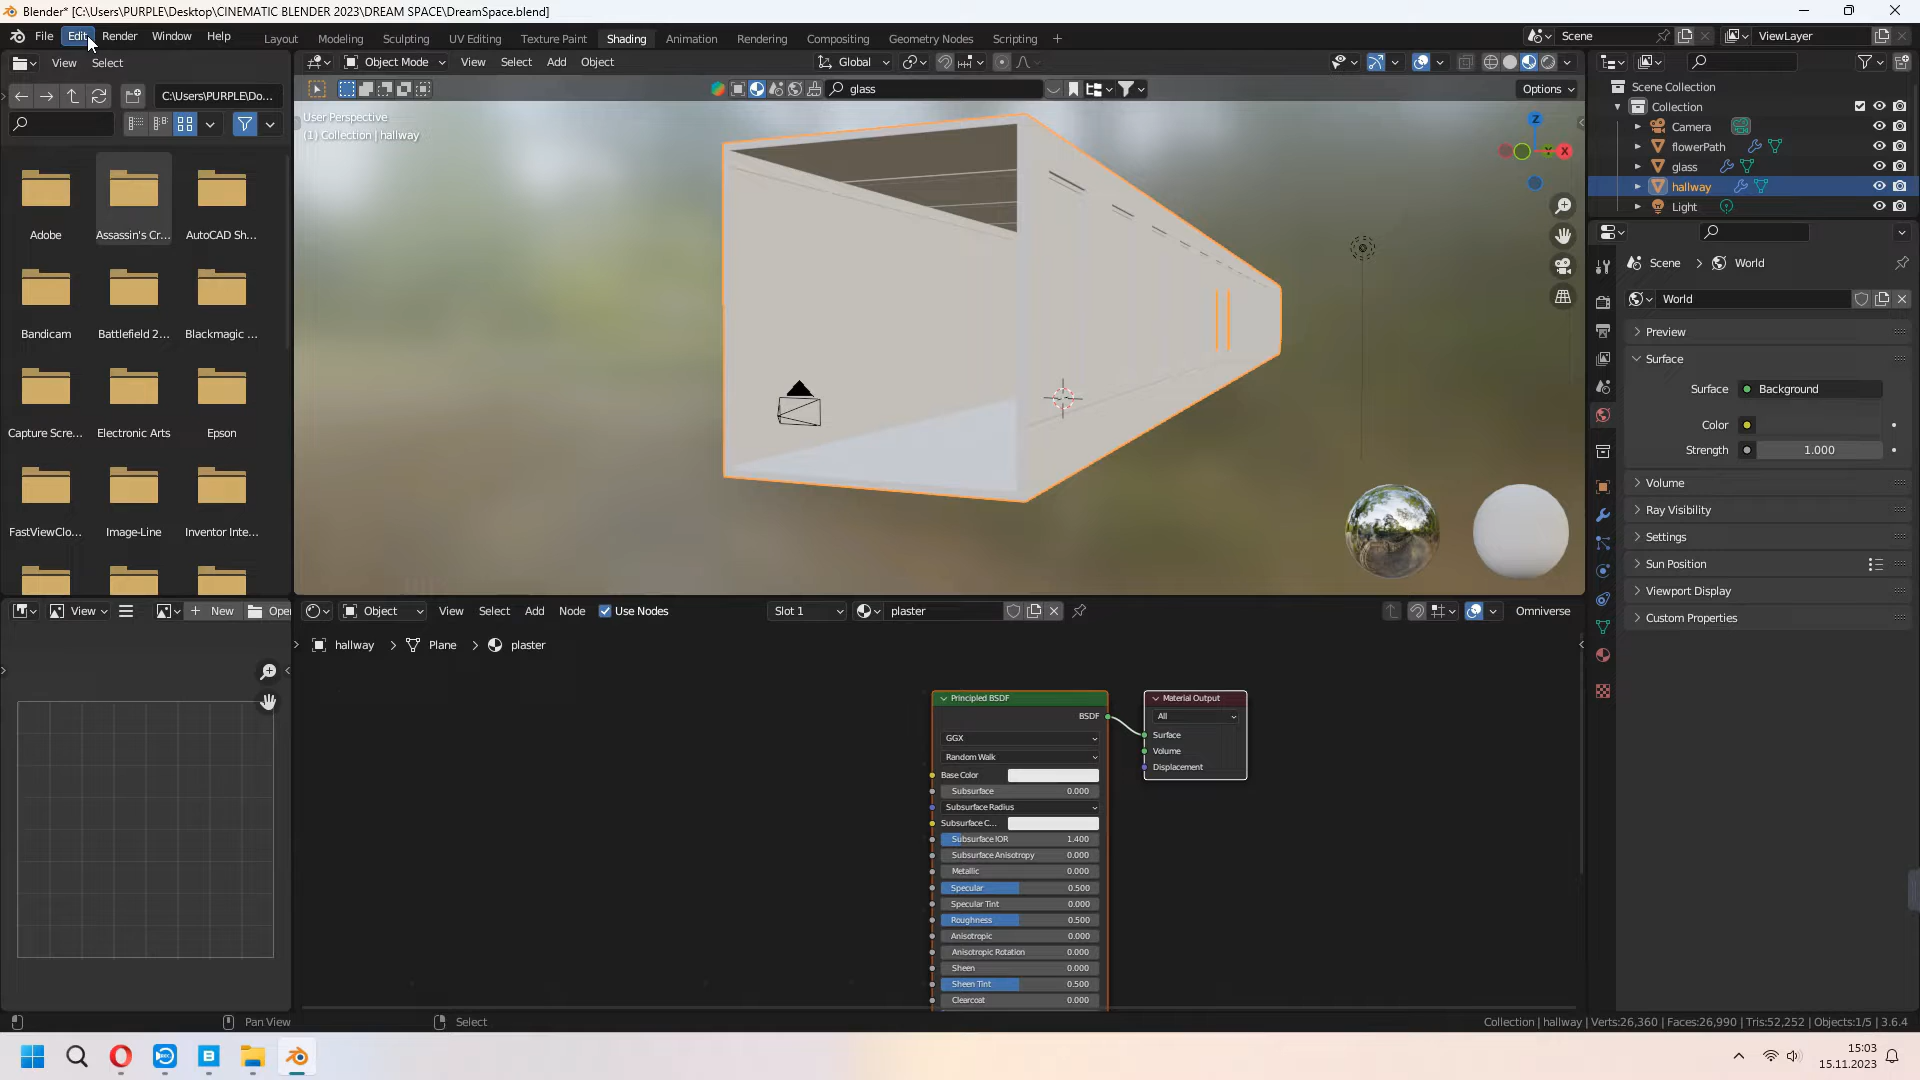 Blender* [C:\Users\PURPLE\Desktop\CINEMATIC BLENDER 2023\DREAM SPACE\DreamSpace.blend]
File Edit Render Window Help Layout Modeling Sculpting UV Editing Texture Paint Shading Animation Rendering Compositing Geometry Nodes Scripting + Scene ViewLayer
View Select Object Mode View Select Add Object Global
C:\Users\PURPLE\Do... glass Options
User Perspective
(1) Collection | hallway
Z
X
Scene Collection
Collection
Camera
flowerPath
glass
hallway
Light
Adobe Assassin's Cr... AutoCAD Sh...
Bandicam Battlefield 2... Blackmagic ...
Capture Scre... Electronic Arts Epson
FastViewClo... Image-Line Inventor Inte...
Scene > World
World
Preview
Surface
Surface Background
Color
Strength 1.000
Volume
Ray Visibility
Settings
Sun Position
Viewport Display
Custom Properties
View New Open Object View Select Add Node Use Nodes Slot 1 plaster Omniverse
hallway > Plane > plaster
Principled BSDF
BSDF
GGX
Random Walk
Base Color
Subsurface 0.000
Subsurface Radius
Subsurface C...
Subsurface IOR 1.400
Subsurface Anisotropy 0.000
Metallic 0.000
Specular 0.500
Specular Tint 0.000
Roughness 0.500
Anisotropic 0.000
Anisotropic Rotation 0.000
Sheen 0.000
Sheen Tint 0.500
Clearcoat 0.000
Material Output
All
Surface
Volume
Displacement
Pan View Select Collection | hallway | Verts:26,360 | Faces:26,990 | Tris:52,252 | Objects:1/5 | 3.6.4
15:03
15.11.2023